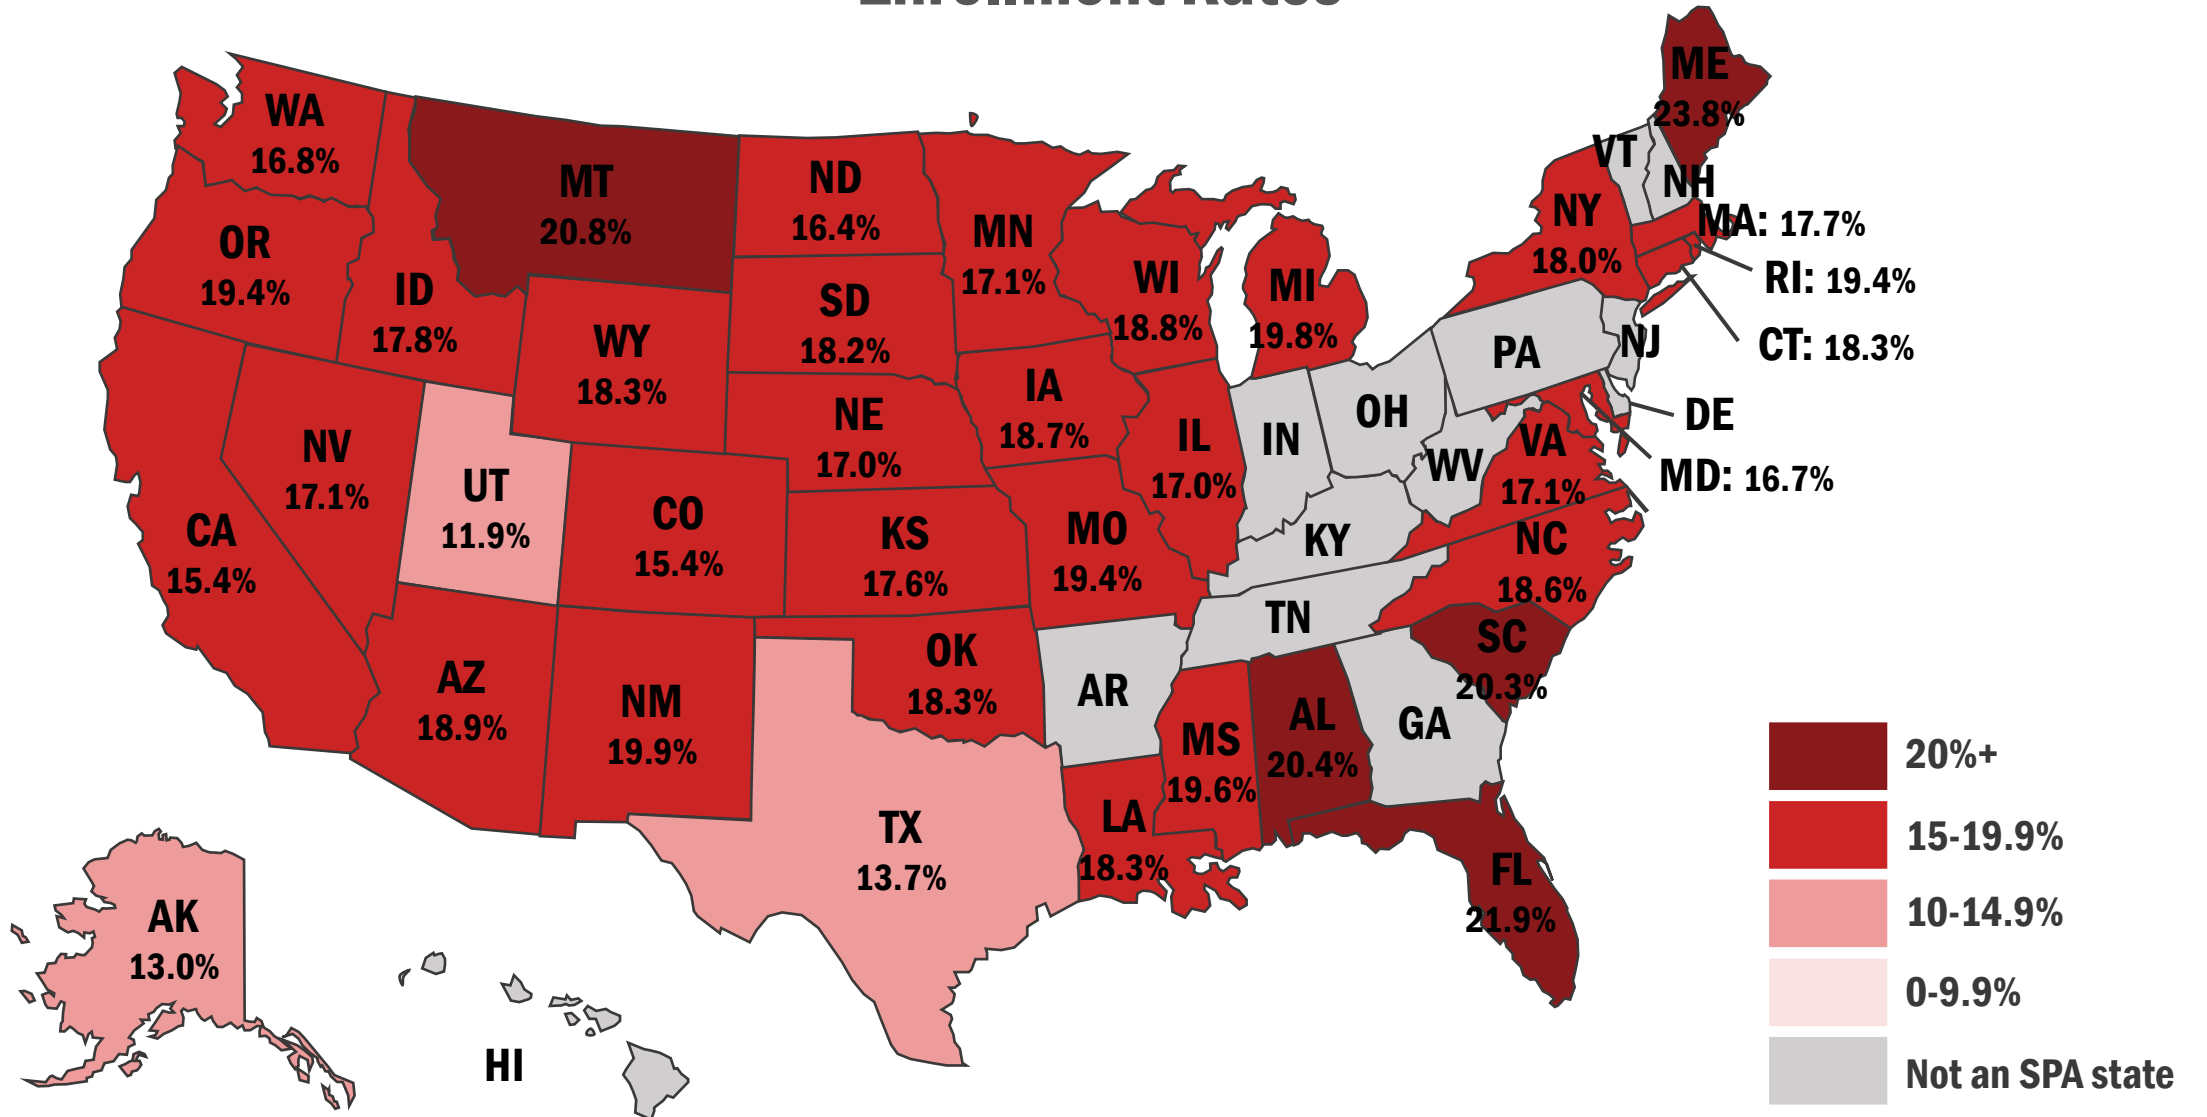 Enrollment Rates
ME
23.8%
WA
16.8%
VT
MT
20.8%
ND
16.4%
NH
NY
18.0%
MA: 17.7%
OR
19.4%
MN
17.1%
ID
17.8%
WI
18.8%
MI
19.8%
RI: 19.4%
SD
18.2%
WY
18.3%
PA
NJ
CT: 18.3%
IA
18.7%
NE
17.0%
OH
DE
NV
17.1%
IL
17.0%
IN
VA
17.1%
WV
MD: 16.7%
UT
11.9%
CO
15.4%
CA
15.4%
KS
17.6%
MO
19.4%
KY
NC
18.6%
TN
SC
20.3%
OK
18.3%
AZ
18.9%
NM
19.9%
AR
AL
20.4%
GA
MS
19.6%
20%+
LA
18.3%
TX
13.7%
15-19.9%
FL
21.9%
AK
13.0%
10-14.9%
0-9.9%
HI
Not an SPA state